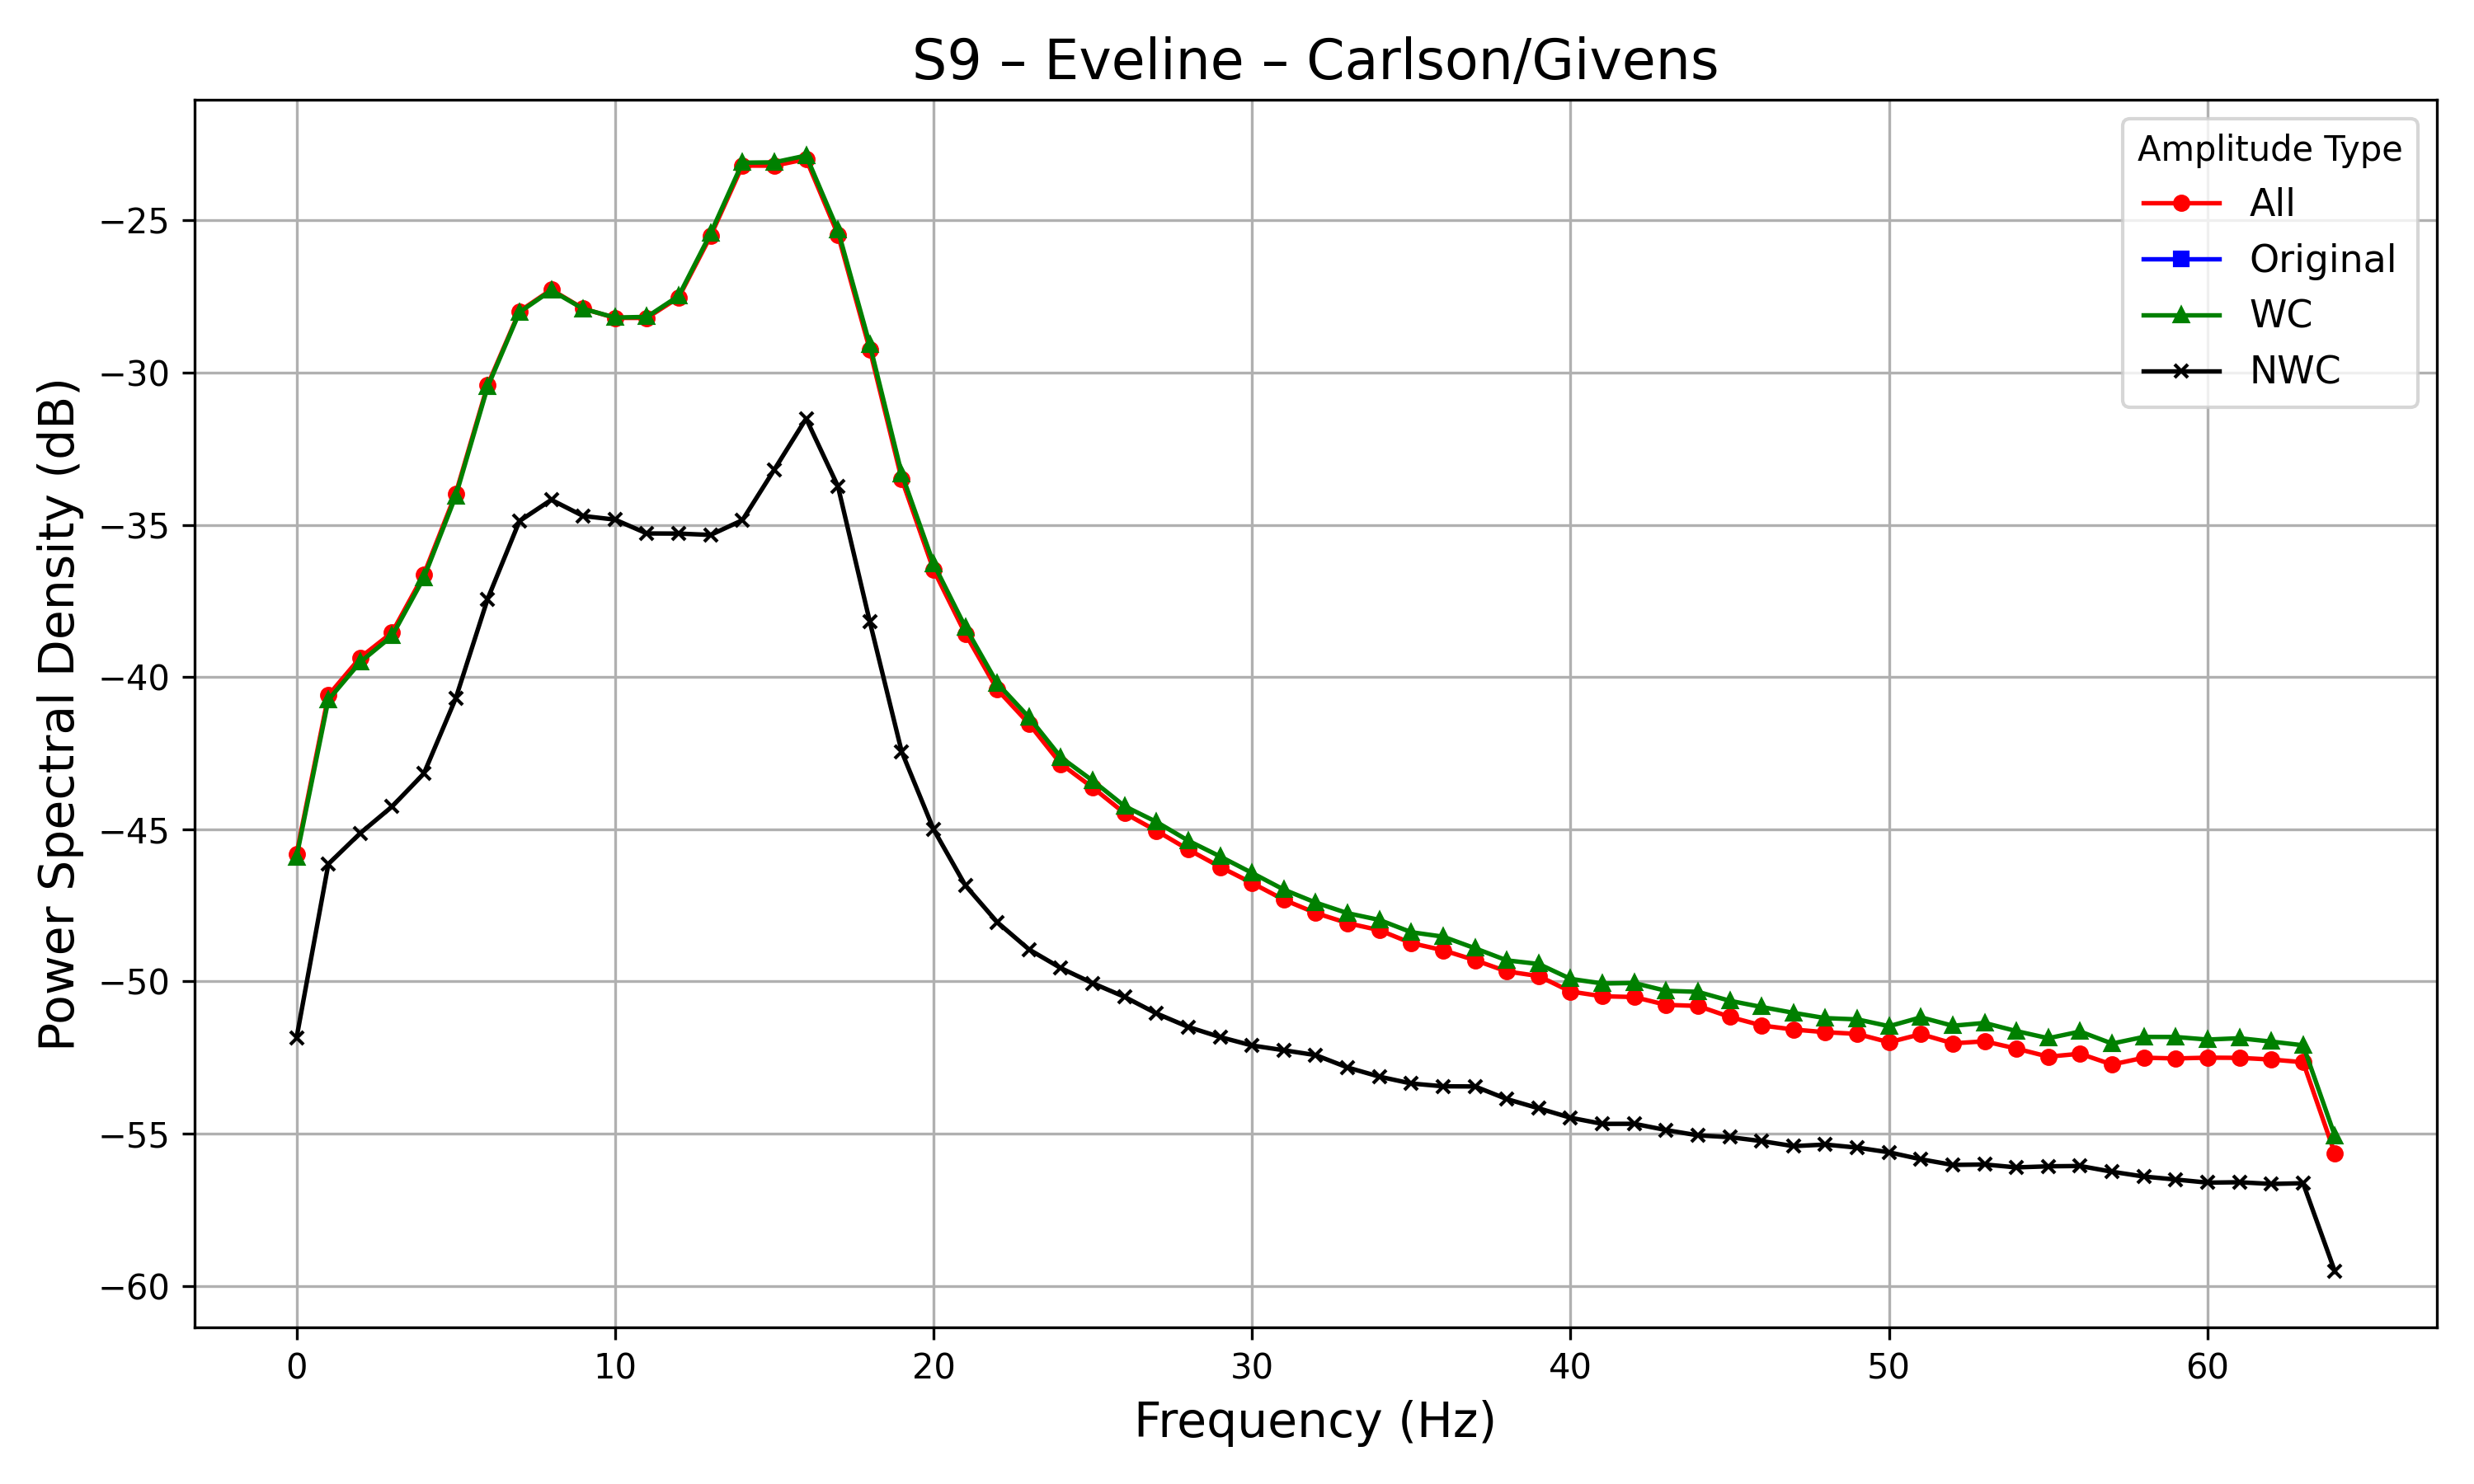 S9 – Eveline – Carlson/Givens
Amplitude Type
All
Original
WC
NWC
Power Spectral Density (dB)
−25
−30
−35
−40
−45
−50
−55
−60
0 10 20 30 40 50 60
Frequency (Hz)